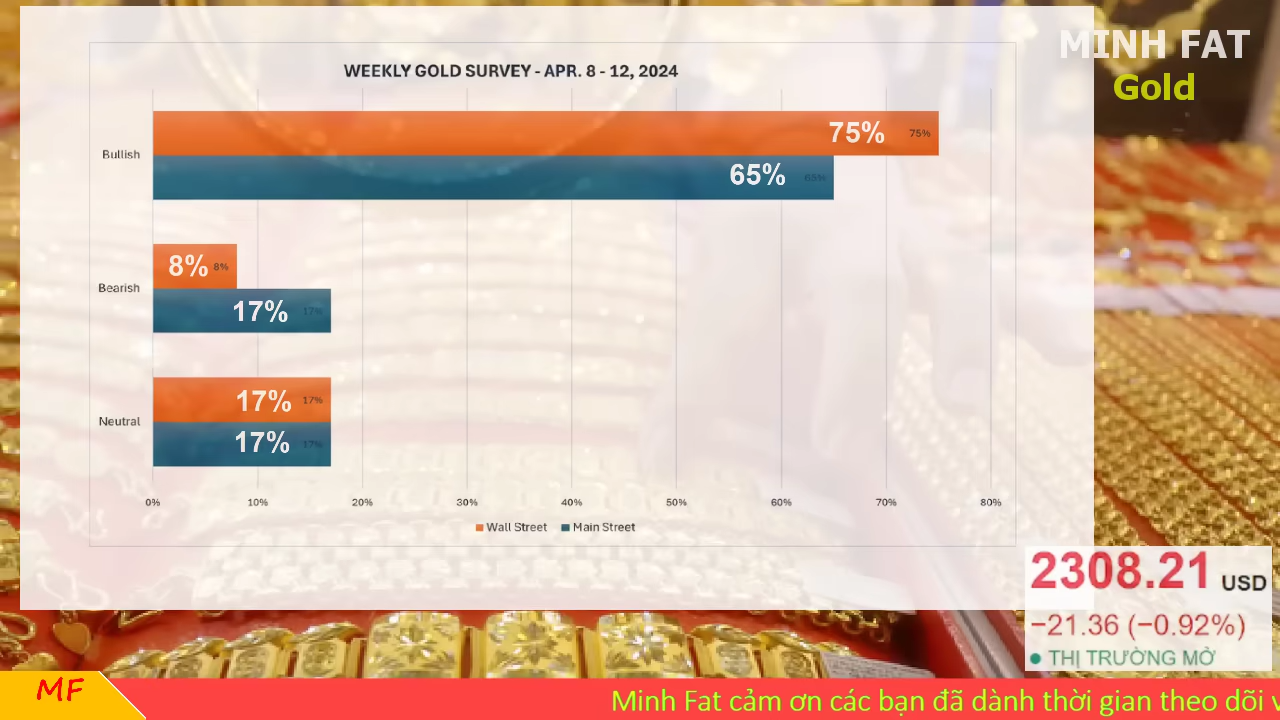 MINH FAT
Gold
WEEKLY GOLD SURVEY - APR. 8 - 12, 2024
Bullish
75% 75%
65% 65%
Bearish
8% 8%
17% 17%
Neutral
17% 17%
17% 17%
0% 10% 20% 30% 40% 50% 60% 70% 80%
Wall Street Main Street
2308.21 USD
−21.36 (−0.92%)
THỊ TRƯỜNG MỞ
MF
Minh Fat cảm ơn các bạn đã dành thời gian theo dõi v